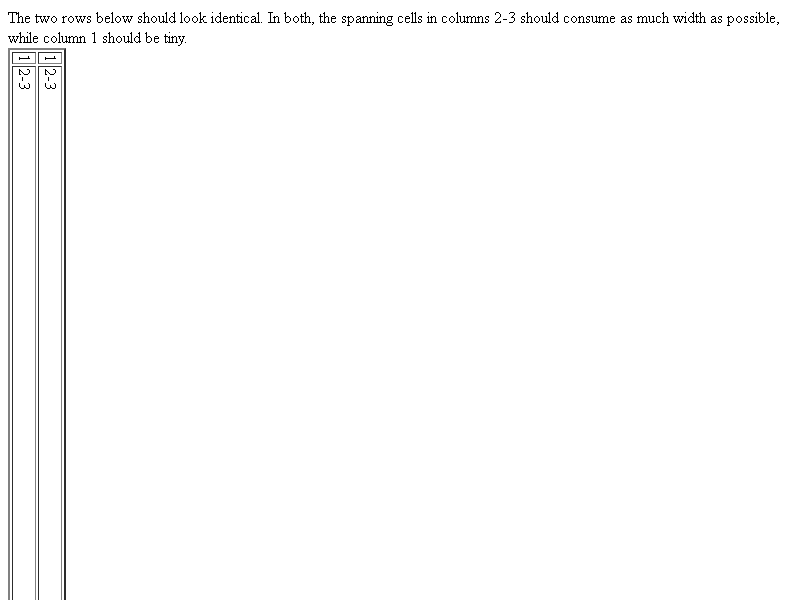 The two rows below should look identical. In both, the spanning cells in columns 2-3 should consume as much width as possible,
while column 1 should be tiny.
1 2-3
1 2-3